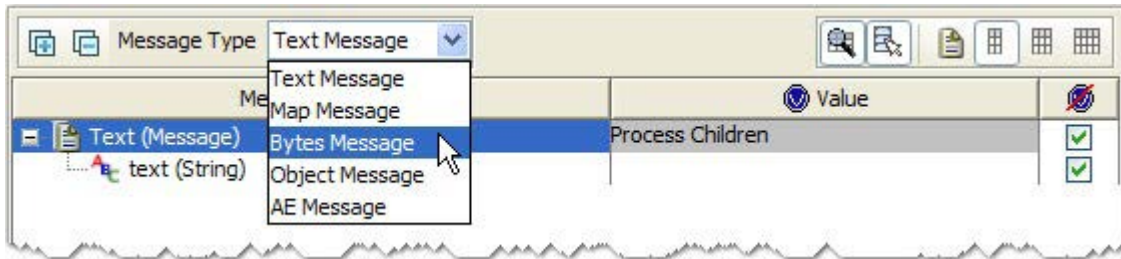 Message Type Text Message
Text Message
Me
Value
Map Message
Text (Message)
Bytes Message
Process Children
text (String)
Object Message
AE Message